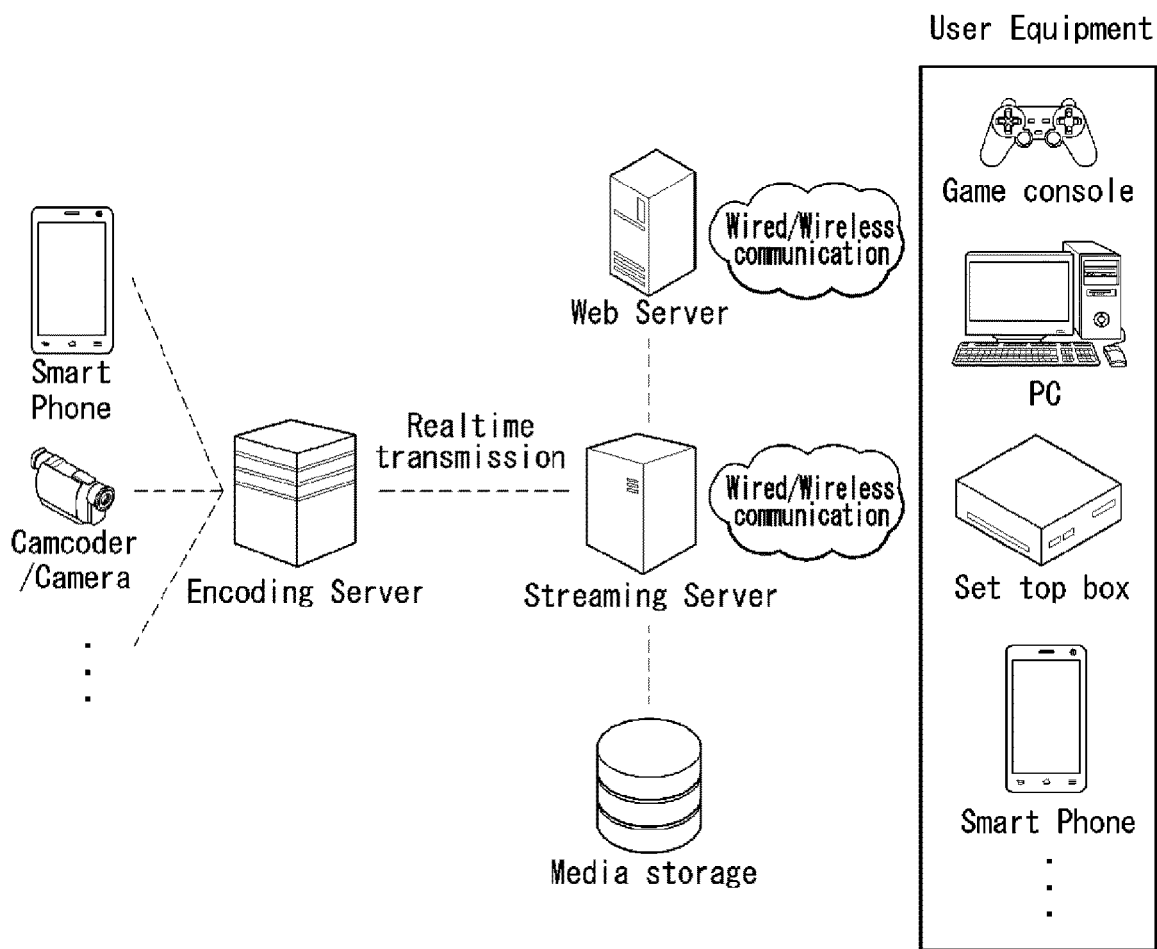 User Equipment
Game console
Wired/Wireless
communication
Web Server
PC
Smart
Phone
Realtime
transmission
Wired/Wireless
communication
Camcoder
/Camera
Encoding Server
Streaming Server
Set top box
Smart Phone
Media storage